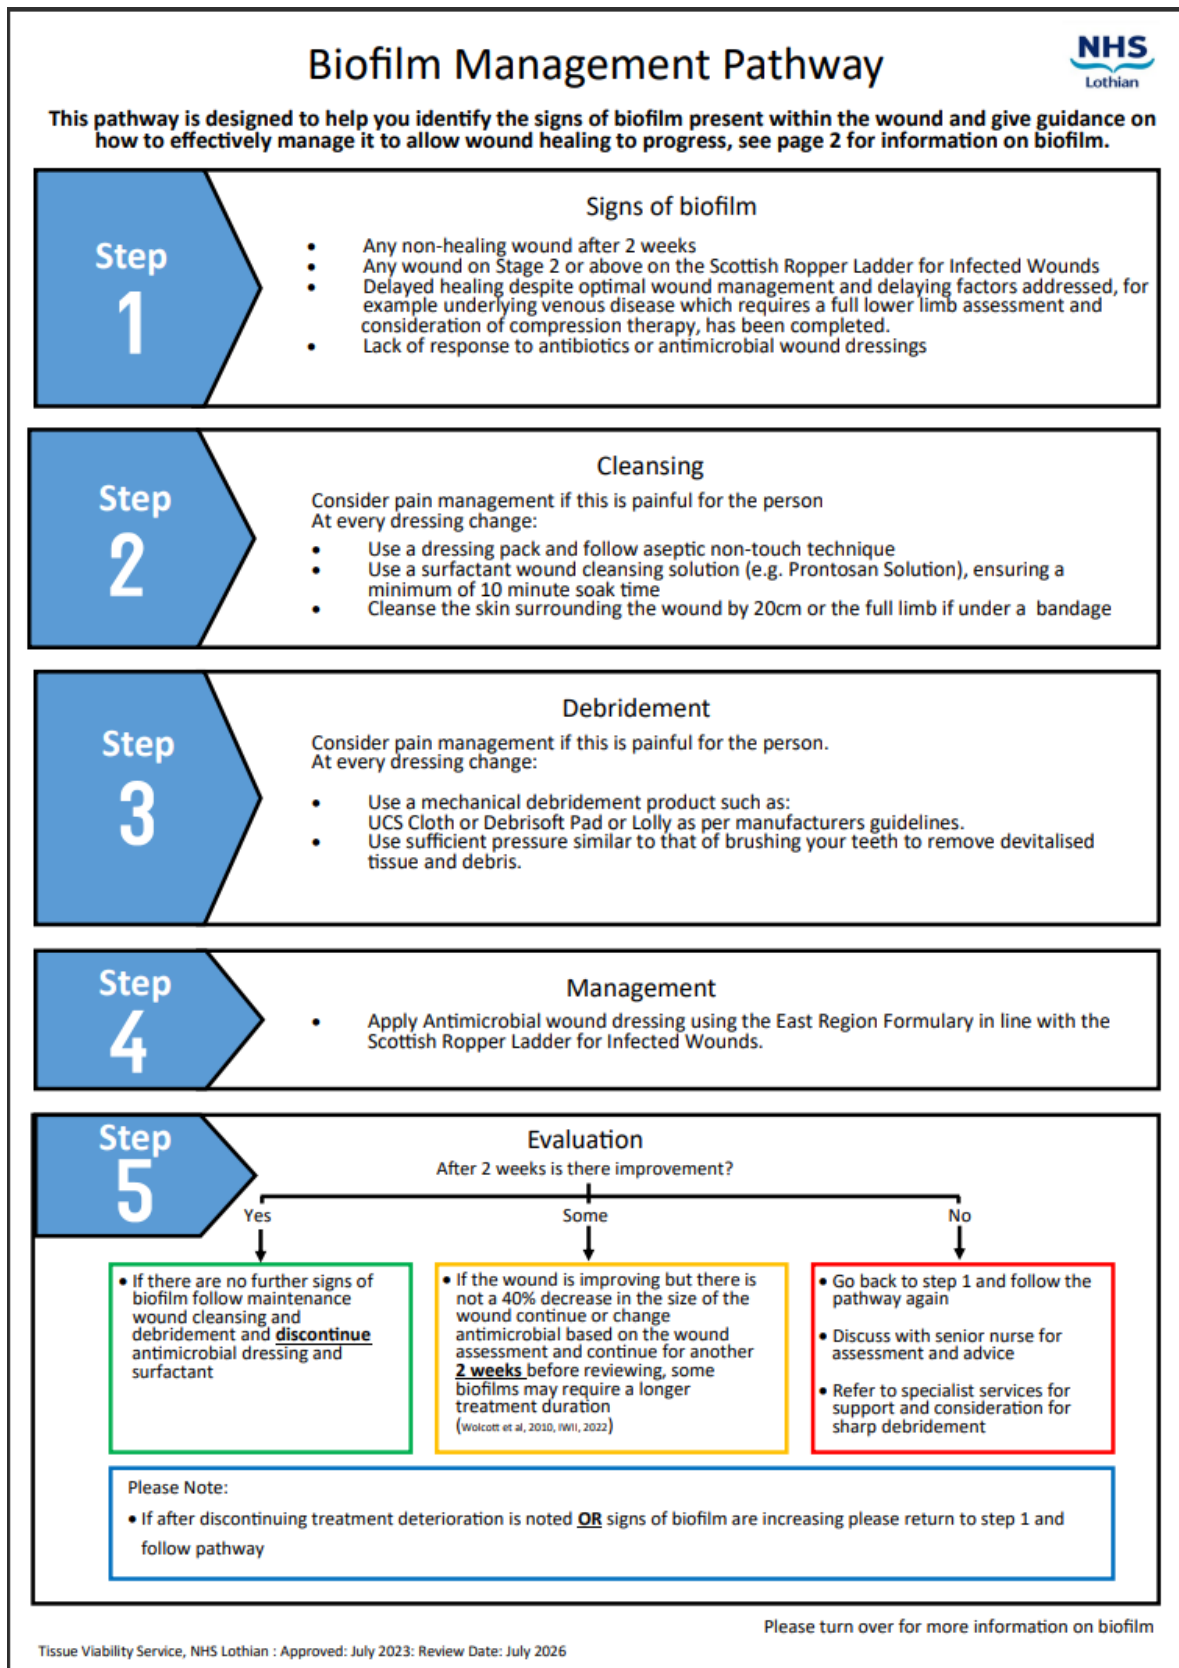 Biofilm Management Pathway
NHS
Lothian
This pathway is designed to help you identify the signs of biofilm present within the wound and give guidance on
how to effectively manage it to allow wound healing to progress, see page 2 for information on biofilm.
Step
1
Signs of biofilm
• Any non-healing wound after 2 weeks
• Any wound on Stage 2 or above on the Scottish Ropper Ladder for Infected Wounds
• Delayed healing despite optimal wound management and delaying factors addressed, for
example underlying venous disease which requires a full lower limb assessment and
consideration of compression therapy, has been completed.
• Lack of response to antibiotics or antimicrobial wound dressings
Step
2
Cleansing
Consider pain management if this is painful for the person
At every dressing change:
• Use a dressing pack and follow aseptic non-touch technique
• Use a surfactant wound cleansing solution (e.g. Prontosan Solution), ensuring a
minimum of 10 minute soak time
• Cleanse the skin surrounding the wound by 20cm or the full limb if under a bandage
Step
3
Debridement
Consider pain management if this is painful for the person.
At every dressing change:
• Use a mechanical debridement product such as:
UCS Cloth or Debrisoft Pad or Lolly as per manufacturers guidelines.
• Use sufficient pressure similar to that of brushing your teeth to remove devitalised
tissue and debris.
Step
4
Management
• Apply Antimicrobial wound dressing using the East Region Formulary in line with the
Scottish Ropper Ladder for Infected Wounds.
Step
5
Evaluation
After 2 weeks is there improvement?
Yes
• If there are no further signs of
biofilm follow maintenance
wound cleansing and
debridement and discontinue
antimicrobial dressing and
surfactant
Some
• If the wound is improving but there is
not a 40% decrease in the size of the
wound continue or change
antimicrobial based on the wound
assessment and continue for another
2 weeks before reviewing, some
biofilms may require a longer
treatment duration
(Wolcott et al, 2010, IWII, 2022)
No
• Go back to step 1 and follow the
pathway again
• Discuss with senior nurse for
assessment and advice
• Refer to specialist services for
support and consideration for
sharp debridement
Please Note:
• If after discontinuing treatment deterioration is noted OR signs of biofilm are increasing please return to step 1 and
follow pathway
Please turn over for more information on biofilm
Tissue Viability Service, NHS Lothian : Approved: July 2023: Review Date: July 2026